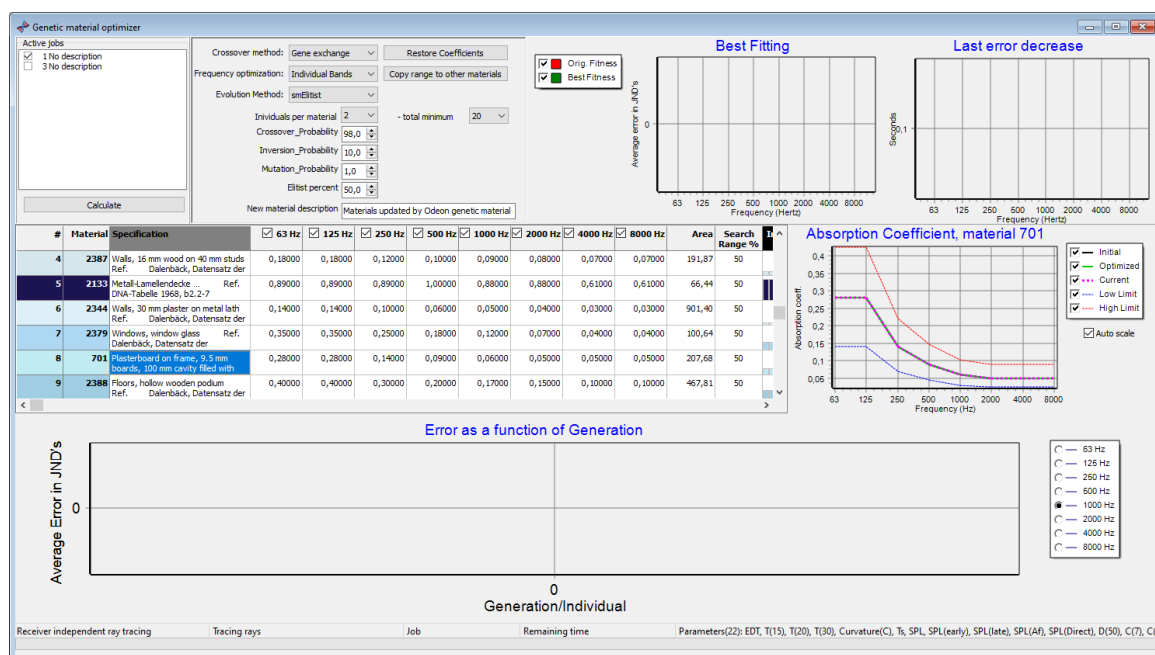 Genetic material optimizer
Active jobs
1 No description
3 No description
Calculate
Crossover method: Gene exchange Restore Coefficients
Frequency optimization: Individual Bands Copy range to other materials
Evolution Method: smElitist
Inividuals per material 2 - total minimum 20
Crossover_Probability 98,0
Inversion_Probability 10,0
Mutation_Probability 1,0
Elitist percent 50,0
New material description Materials updated by Odeon genetic material
Orig. Fitness
Best Fitness
Best Fitting
Average error in JND's
0
63 125 250 500 1000 2000 4000 8000
Frequency (Hertz)
Last error decrease
Seconds
0,1
63 125 250 500 1000 2000 4000 8000
Frequency (Hertz)
# Material Specification 63 Hz 125 Hz 250 Hz 500 Hz 1000 Hz 2000 Hz 4000 Hz 8000 Hz Area Search
Range %
4 2387 Walls, 16 mm wood on 40 mm studs 0,18000 0,18000 0,12000 0,10000 0,09000 0,08000 0,07000 0,07000 191,87 50
Ref. Dalenbäck, Datensatz der
5 2133 Metall-Lamellendecke ... Ref. 0,89000 0,89000 0,89000 1,00000 0,88000 0,88000 0,61000 0,61000 66,44 50
DNA-Tabelle 1968, b2.2-7
6 2344 Walls, 30 mm plaster on metal lath 0,14000 0,14000 0,10000 0,06000 0,05000 0,04000 0,03000 0,03000 901,40 50
Ref. Dalenbäck, Datensatz der
7 2379 Windows, window glass Ref. 0,35000 0,35000 0,25000 0,18000 0,12000 0,07000 0,04000 0,04000 100,64 50
Dalenbäck, Datensatz der
8 701 Plasterboard on frame, 9.5 mm 0,28000 0,28000 0,14000 0,09000 0,06000 0,05000 0,05000 0,05000 207,68 50
boards, 100 mm cavity filled with
9 2388 Floors, hollow wooden podium 0,40000 0,40000 0,30000 0,20000 0,17000 0,15000 0,10000 0,10000 467,81 50
Ref. Dalenbäck, Datensatz der
Absorption Coefficient, material 701
Absorption coeff.
0,4
0,35
0,3
0,25
0,2
0,15
0,1
0,05
63 125 250 500 1000 2000 4000 8000
Frequency (Hz)
Initial
Optimized
Current
Low Limit
High Limit
Auto scale
Error as a function of Generation
Average Error in JND's
0
0
Generation/Individual
63 Hz
125 Hz
250 Hz
500 Hz
1000 Hz
2000 Hz
4000 Hz
8000 Hz
Receiver independent ray tracing Tracing rays Job Remaining time Parameters(22): EDT, T(15), T(20), T(30), Curvature(C), Ts, SPL, SPL(early), SPL(late), SPL(Af), SPL(Direct), D(50), C(7), C(